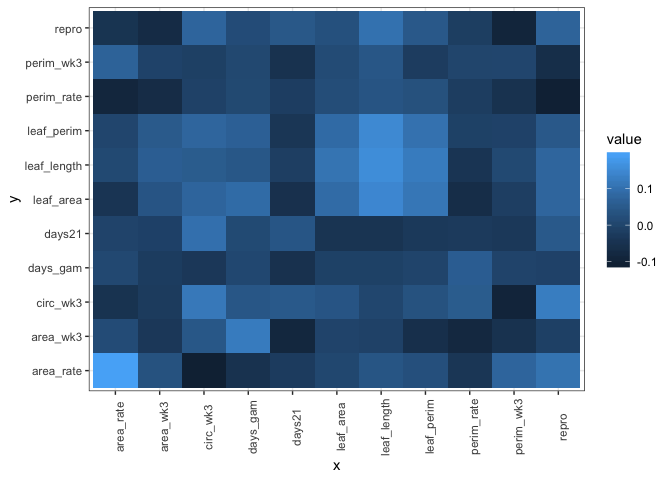 repro
perim_wk3
perim_rate
leaf_perim
leaf_length
leaf_area
days21
days_gam
circ_wk3
area_wk3
area_rate
y
area_rate
area_wk3
circ_wk3
days_gam
days21
leaf_area
leaf_length
leaf_perim
perim_rate
perim_wk3
repro
x
value
0.1
0.0
-0.1